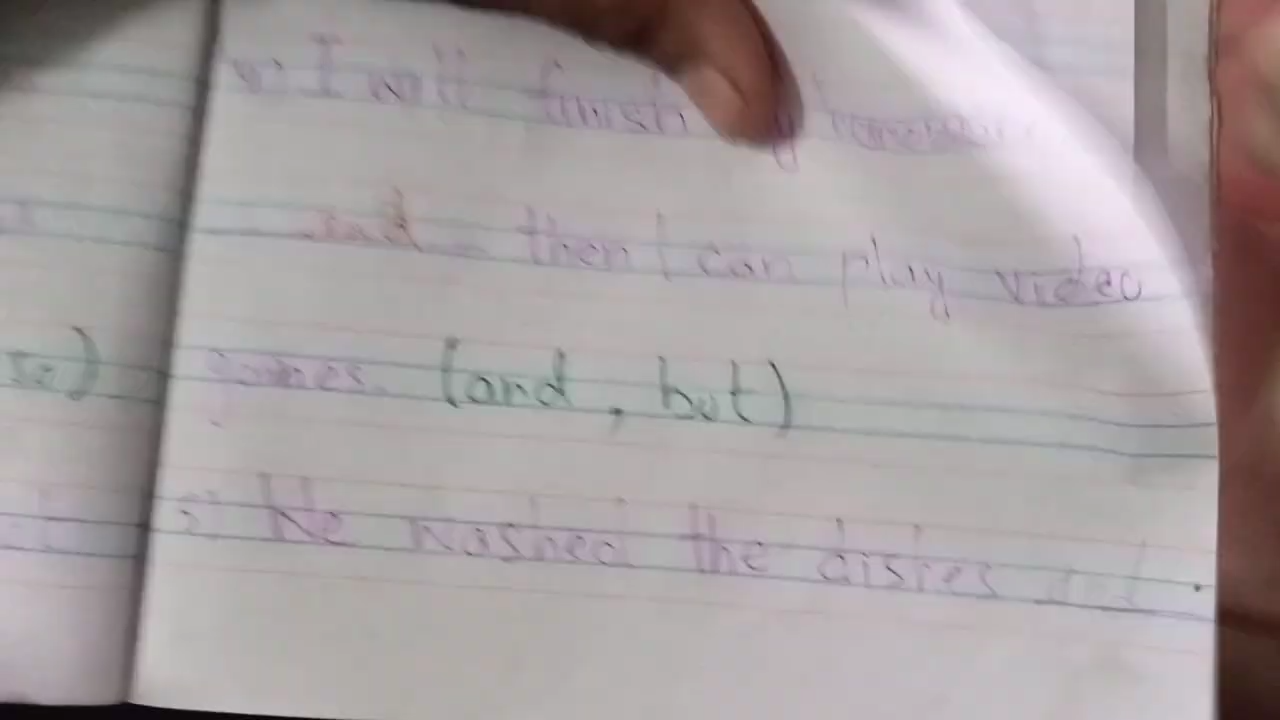 I will finish
and then I can play video
games. (and, but)
He washed the dishes